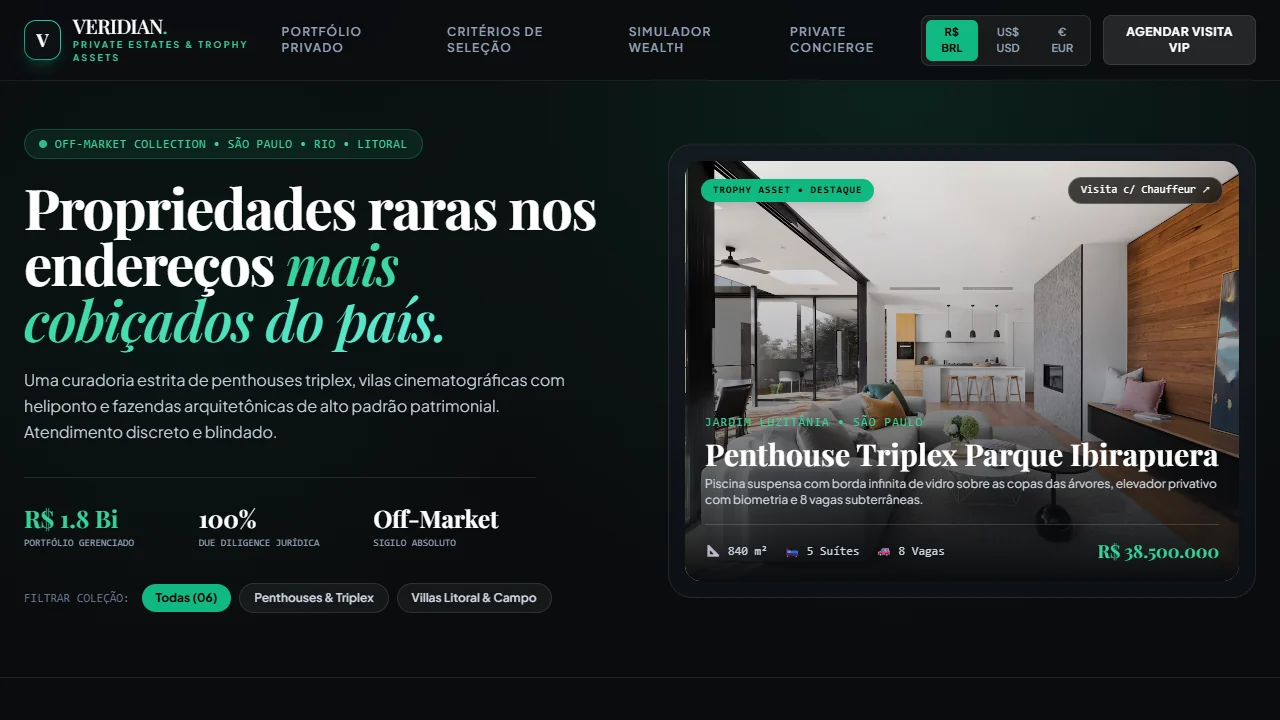 V
VERIDIAN.
PRIVATE ESTATES & TROPHY
ASSETS
PORTFÓLIO
PRIVADO
CRITÉRIOS DE
SELEÇÃO
SIMULADOR
WEALTH
PRIVATE
CONCIERGE
R$
BRL
US$
USD
€
EUR
AGENDAR VISITA
VIP
OFF-MARKET COLLECTION • SÃO PAULO • RIO • LITORAL
Propriedades raras nos
endereços mais
cobiçados do país.
Uma curadoria estrita de penthouses triplex, vilas cinematográficas com
heliponto e fazendas arquitetônicas de alto padrão patrimonial.
Atendimento discreto e blindado.
R$ 1.8 Bi
PORTFÓLIO GERENCIADO
100%
DUE DILIGENCE JURÍDICA
Off-Market
SIGILO ABSOLUTO
FILTRAR COLEÇÃO:
Todas (06)
Penthouses & Triplex
Villas Litoral & Campo
TROPHY ASSET • DESTAQUE
Visita c/ Chauffeur ↗
JARDIM LUZITÂNIA • SÃO PAULO
Penthouse Triplex Parque Ibirapuera
Piscina suspensa com borda infinita de vidro sobre as copas das árvores, elevador privativo
com biometria e 8 vagas subterrâneas.
840 m²
5 Suítes
8 Vagas
R$ 38.500.000